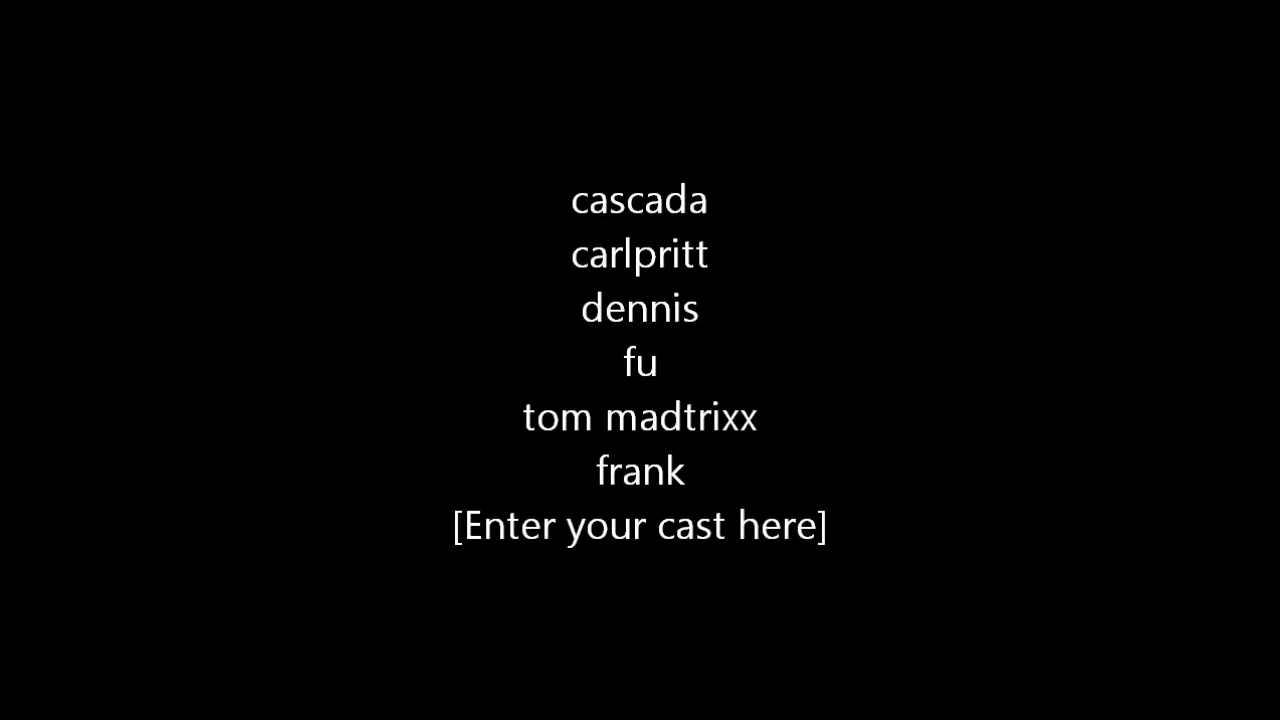 cascada
carlpritt
dennis
fu
tom madtrixx
frank
[Enter your cast here]